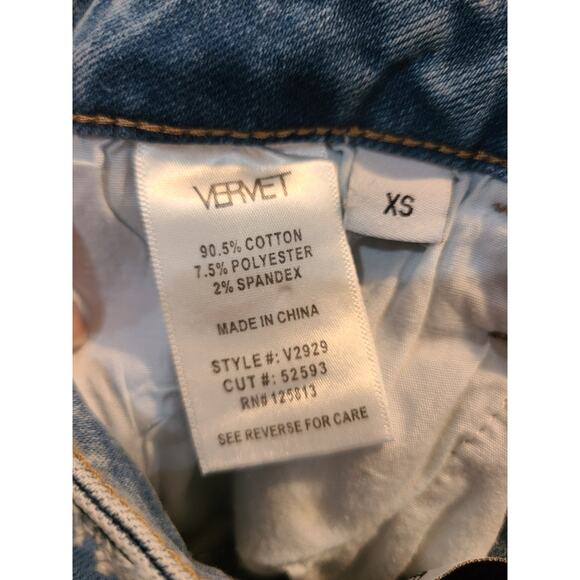 VERVET
90.5% COTTON
7.5% POLYESTER
2% SPANDEX
MADE IN CHINA
STYLE #: V2929
CUT #: 52593
RN# 125813
SEE REVERSE FOR CARE
XS